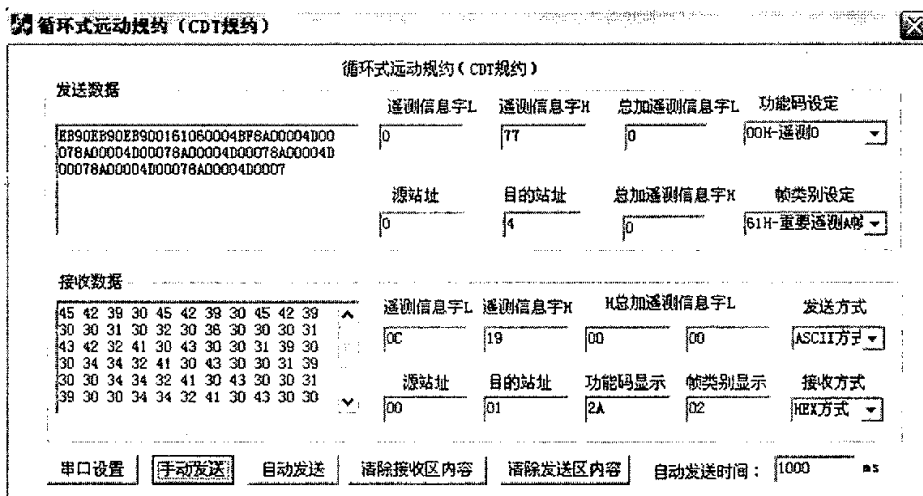 循环式远动规约（CDT规约）
循环式远动规约（CDT规约）
发送数据
遥测信息字L 遥测信息字H 总加遥测信息字L 功能码设定
EB90EB90EB900161060004BF8A00004D00
078A00004D00078A00004D00078A00004D
00078A00004D00078A00004D0007
0 77 0 00H-遥测0
源站址 目的站址 总加遥测信息字H 帧类别设定
0 4 0 61H-重要遥测A帧
接收数据
45 42 39 30 45 42 39 30 45 42 39
30 30 31 30 32 30 36 30 30 30 31
43 42 32 41 30 43 30 30 31 39 30
30 34 34 32 41 30 43 30 30 31 39
30 30 34 34 32 41 30 43 30 30 31
39 30 30 34 34 32 41 30 43 30 30
遥测信息字L 遥测信息字H H总加遥测信息字L 发送方式
0C 19 00 00 ASCII方式
源站址 目的站址 功能码显示 帧类别显示 接收方式
00 01 2A 02 HEX方式
串口设置 手动发送 自动发送 清除接收区内容 清除发送区内容 自动发送时间： 1000 ms